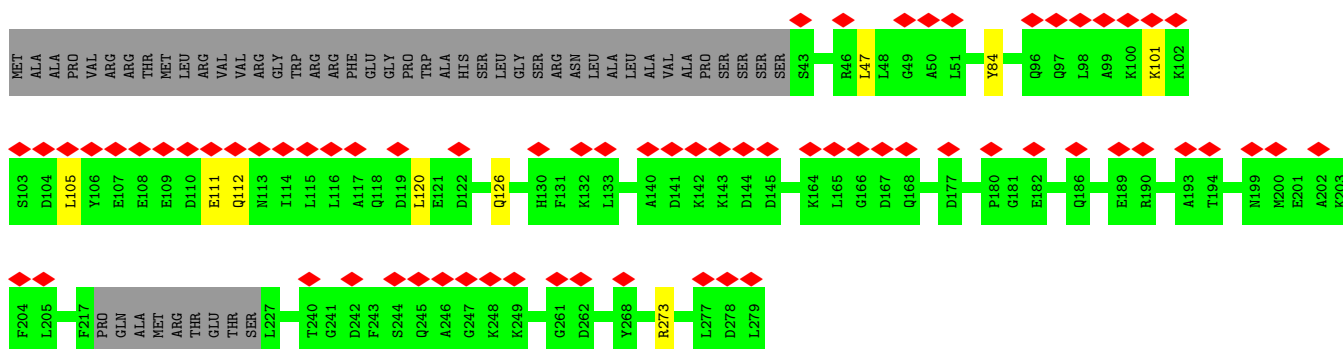 MET ALA ALA PRO VAL ARG ARG THR MET LEU ARG VAL VAL ARG GLY TRP ARG ARG PHE GLU GLY PRO TRP ALA HIS SER LEU GLY SER ARG ASN LEU ALA LEU ALA VAL ALA PRO SER SER SER SER S43 R46 L47 L48 G49 A50 L51 Y84 Q96 Q97 L98 A99 K100 K101 K102
S103 D104 L105 Y106 E107 E108 E109 D110 E111 Q112 N113 I114 L115 L116 A117 Q118 D119 L120 E121 D122 Q126 H130 F131 K132 L133 A140 D141 K142 K143 D144 D145 K164 L165 G166 D167 Q168 D177 P180 G181 E182 Q186 E189 R190 A193 T194 N199 M200 E201 A202 K203
F204 L205 F217 PRO GLN ALA MET ARG THR GLU THR SER L227 T240 G241 D242 F243 S244 Q245 A246 G247 K248 K249 G261 D262 Y268 R273 L277 D278 L279